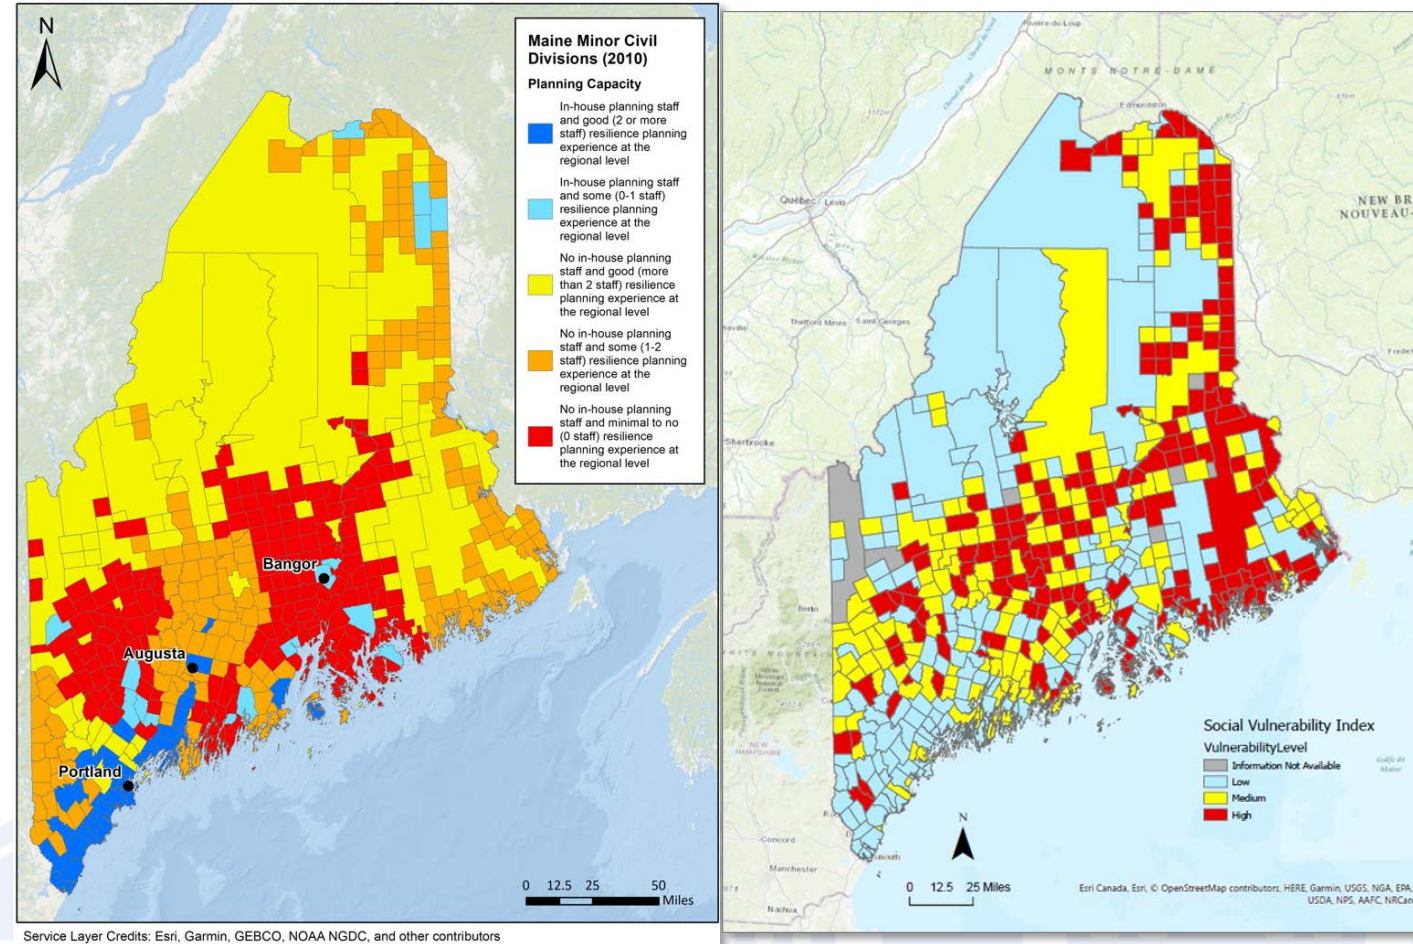 N
Maine Minor Civil
Divisions (2010)
Planning Capacity
In-house planning staff
and good (2 or more
staff) resilience planning
experience at the
regional level
In-house planning staff
and some (0-1 staff)
resilience planning
experience at the
regional level
No in-house planning
staff and good (more
than 2 staff) resilience
planning experience at
the regional level
No in-house planning
staff and some (1-2
staff) resilience planning
experience at the
regional level
No in-house planning
staff and minimal to no
(0 staff) resilience
planning experience at
the regional level
Bangor
Augusta
Portland
0 12.5 25 50
Miles
Service Layer Credits: Esri, Garmin, GEBCO, NOAA NGDC, and other contributors
Rivière-du-Loup
MONTS NOTRE-DAME
Edmundston
Québec Lévis
NEW BR
NOUVEAU-
Thetford Mines Saint-Georges
Freder
Sherbrooke
Berlin
Social Vulnerability Index
VulnerabilityLevel
Information Not Available
Low
Medium
High
Golfe du
Maine
N
Concord
Manchester
Nashua
0 12.5 25 Miles
Esri Canada, Esri, © OpenStreetMap contributors, HERE, Garmin, USGS, NGA, EPA,
USDA, NPS, AAFC, NRCan